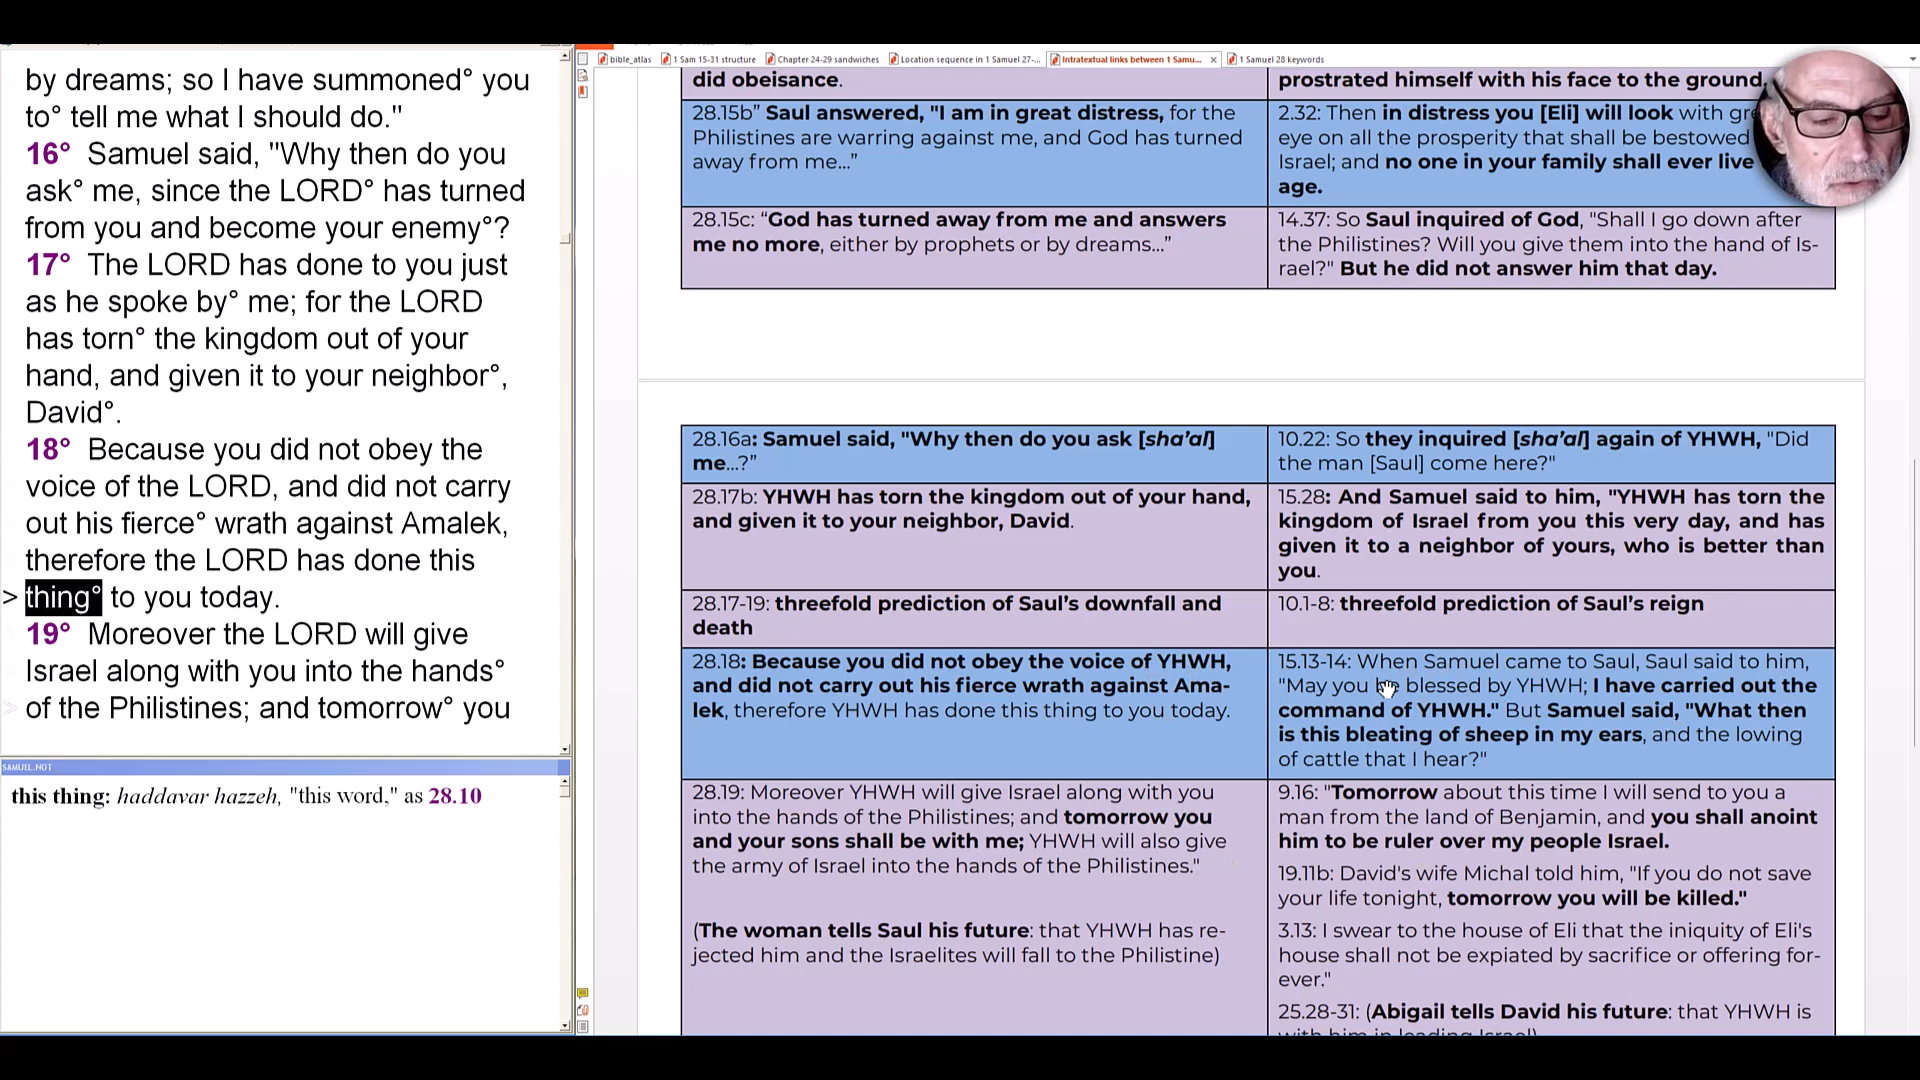 by dreams; so I have summoned° you
to° tell me what I should do."
16° Samuel said, "Why then do you
ask° me, since the LORD° has turned
from you and become your enemy°?
17° The LORD has done to you just
as he spoke by° me; for the LORD
has torn° the kingdom out of your
hand, and given it to your neighbor°,
David°.
18° Because you did not obey the
voice of the LORD, and did not carry
out his fierce° wrath against Amalek,
therefore the LORD has done this
> thing° to you today.
19° Moreover the LORD will give
Israel along with you into the hands°
of the Philistines; and tomorrow° you
SAMUEL.NOT
this thing: haddavar hazzeh, "this word," as 28.10
bible_atlas
1 Sam 15-31 structure
Chapter 24-29 sandwiches
Location sequence in 1 Samuel 27-...
Intratextual links between 1 Samu...
1 Samuel 28 keywords
did obeisance.
prostrated himself with his face to the ground.
28.15b" Saul answered, "I am in great distress, for the
Philistines are warring against me, and God has turned
away from me..."
2.32: Then in distress you [Eli] will look with
eye on all the prosperity that shall be bestowed
Israel; and no one in your family shall ever live
age.
28.15c: "God has turned away from me and answers
me no more, either by prophets or by dreams..."
14.37: So Saul inquired of God, "Shall I go down after
the Philistines? Will you give them into the hand of Is-
rael?" But he did not answer him that day.
28.16a: Samuel said, "Why then do you ask [sha'al]
me...?"
10.22: So they inquired [sha'al] again of YHWH, "Did
the man [Saul] come here?"
28.17b: YHWH has torn the kingdom out of your hand,
and given it to your neighbor, David.
15.28: And Samuel said to him, "YHWH has torn the
kingdom of Israel from you this very day, and has
given it to a neighbor of yours, who is better than
you.
28.17-19: threefold prediction of Saul's downfall and
death
10.1-8: threefold prediction of Saul's reign
28.18: Because you did not obey the voice of YHWH,
and did not carry out his fierce wrath against Ama-
lek, therefore YHWH has done this thing to you today.
15.13-14: When Samuel came to Saul, Saul said to him,
"May you be blessed by YHWH; I have carried out the
command of YHWH." But Samuel said, "What then
is this bleating of sheep in my ears, and the lowing
of cattle that I hear?"
28.19: Moreover YHWH will give Israel along with you
into the hands of the Philistines; and tomorrow you
and your sons shall be with me; YHWH will also give
the army of Israel into the hands of the Philistines."
(The woman tells Saul his future: that YHWH has re-
jected him and the Israelites will fall to the Philistine)
9.16: "Tomorrow about this time I will send to you a
man from the land of Benjamin, and you shall anoint
him to be ruler over my people Israel.
19.11b: David's wife Michal told him, "If you do not save
your life tonight, tomorrow you will be killed."
3.13: I swear to the house of Eli that the iniquity of Eli's
house shall not be expiated by sacrifice or offering for-
ever."
25.28-31: (Abigail tells David his future: that YHWH is
with him in leading Israel)